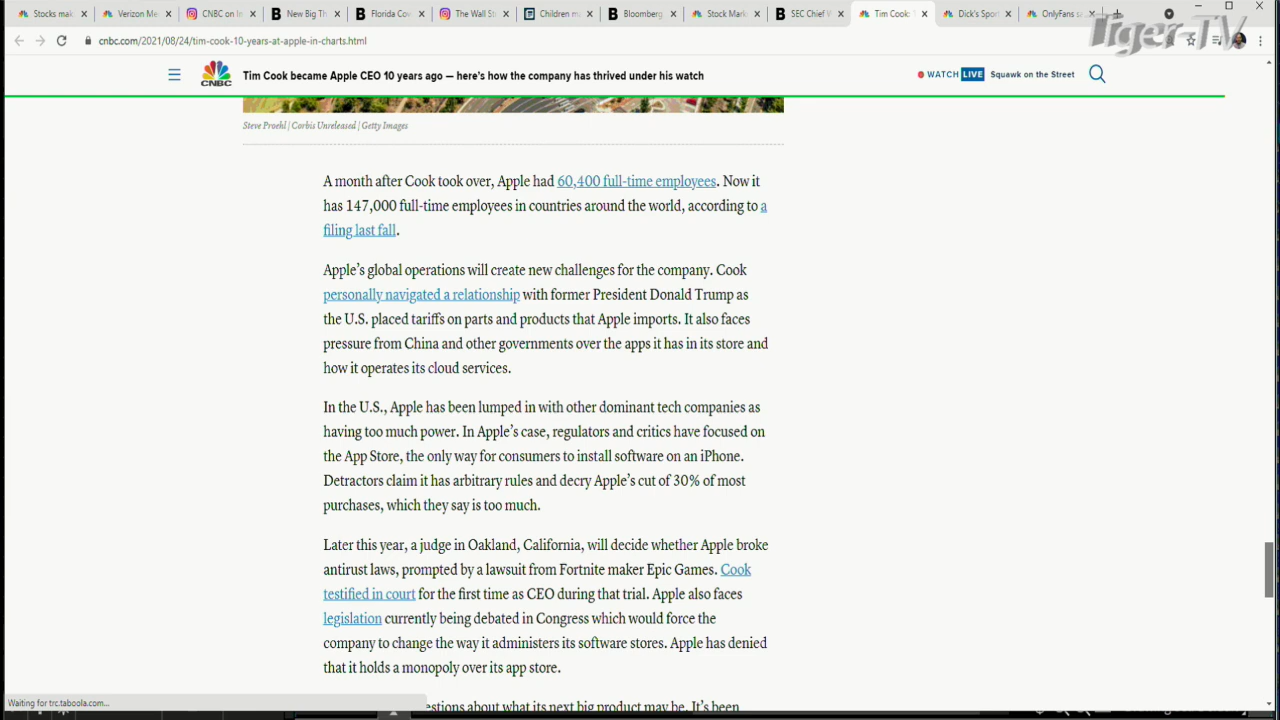 Stocks mak
Verizon Me
CNBC on In
New Big Th
Florida Cov
The Wall St
Children m
Bloomberg
Stock Mark
SEC Chief
Tim Cook:
Dick's Spor
OnlyFans s
Tiger-TV
cnbc.com/2021/08/24/tim-cook-10-years-at-apple-in-charts.html
CNBC
Tim Cook became Apple CEO 10 years ago — here's how the company has thrived under his watch
WATCH LIVE Squawk on the Street
Steve Proehl | Corbis Unreleased | Getty Images
A month after Cook took over, Apple had 60,400 full-time employees. Now it
has 147,000 full-time employees in countries around the world, according to a
filing last fall.
Apple's global operations will create new challenges for the company. Cook
personally navigated a relationship with former President Donald Trump as
the U.S. placed tariffs on parts and products that Apple imports. It also faces
pressure from China and other governments over the apps it has in its store and
how it operates its cloud services.
In the U.S., Apple has been lumped in with other dominant tech companies as
having too much power. In Apple's case, regulators and critics have focused on
the App Store, the only way for consumers to install software on an iPhone.
Detractors claim it has arbitrary rules and decry Apple's cut of 30% of most
purchases, which they say is too much.
Later this year, a judge in Oakland, California, will decide whether Apple broke
antirust laws, prompted by a lawsuit from Fortnite maker Epic Games. Cook
testified in court for the first time as CEO during that trial. Apple also faces
legislation currently being debated in Congress which would force the
company to change the way it administers its software stores. Apple has denied
that it holds a monopoly over its app store.
Waiting for trc.taboola.com...
estions about what its next big product may be. It's been